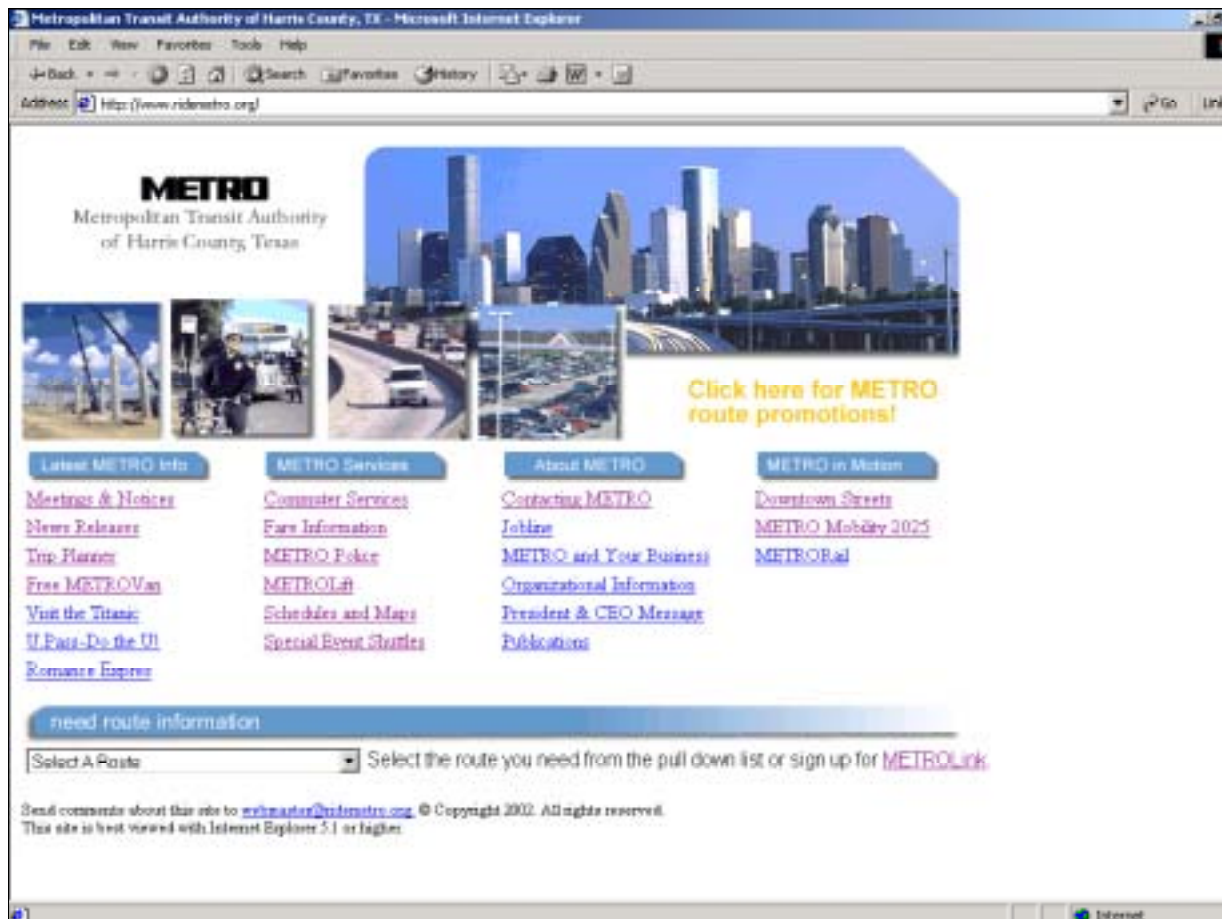 Metropolitan Transit Authority of Harris County, TX - Microsoft Internet Explorer
File Edit View Favorites Tools Help
Back Search Favorites History
Address http://www.ridemetro.org/ Go
METRO
Metropolitan Transit Authority
of Harris County, Texas
Click here for METRO
route promotions!
Latest METRO Info
Meetings & Notices
News Releases
Trip Planner
Free METROVan
Visit the Titanic
U Pass-Do the U!
Romance Express
METRO Services
Commuter Services
Fare Information
METRO Police
METROLift
Schedules and Maps
Special Event Shuttles
About METRO
Contacting METRO
Jobline
METRO and Your Business
Organizational Information
President & CEO Message
Publications
METRO in Motion
Downtown Streets
METRO Mobility 2025
METRORail
need route information
Select A Route Select the route you need from the pull down list or sign up for METROLink
Send comments about this site to webmaster@ridemetro.org. © Copyright 2002. All rights reserved.
This site is best viewed with Internet Explorer 5.1 or higher.
Internet